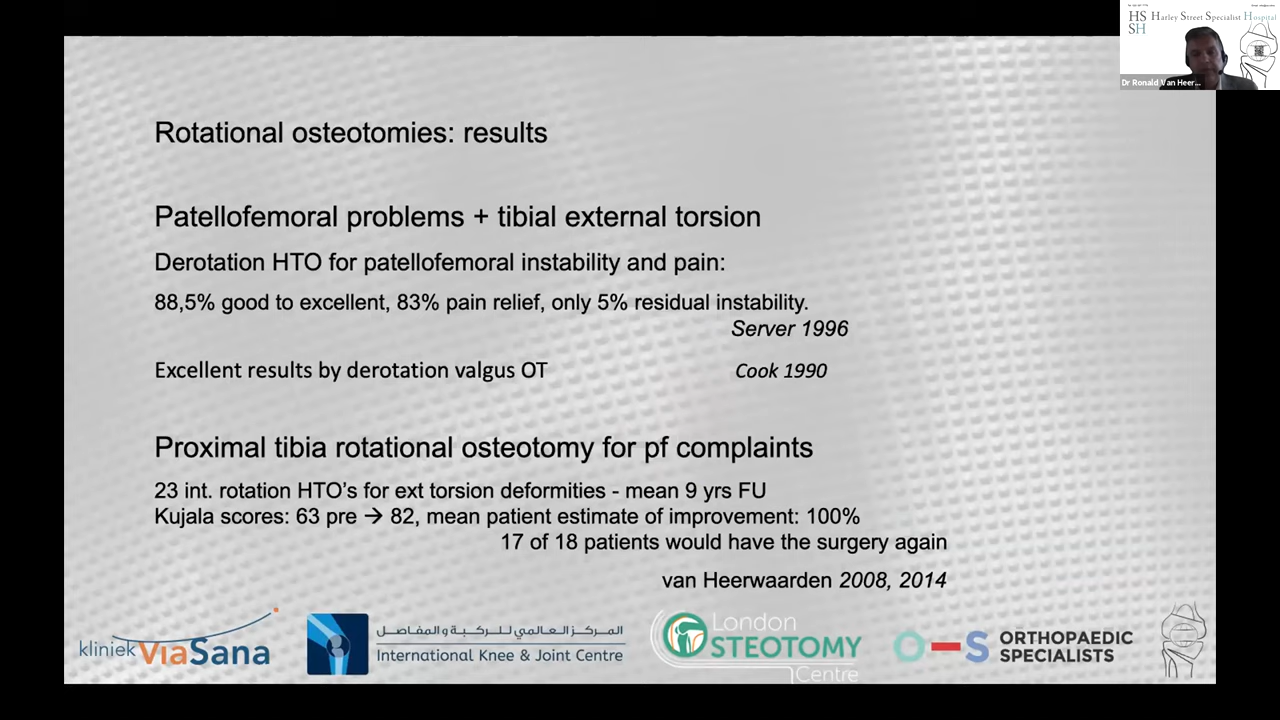 HS Harley Street Specialist Hospital
SH
Dr Ronald Van Heer...
Rotational osteotomies: results
Patellofemoral problems + tibial external torsion
Derotation HTO for patellofemoral instability and pain:
88,5% good to excellent, 83% pain relief, only 5% residual instability.
Server 1996
Excellent results by derotation valgus OT Cook 1990
Proximal tibia rotational osteotomy for pf complaints
23 int. rotation HTO's for ext torsion deformities - mean 9 yrs FU
Kujala scores: 63 pre → 82, mean patient estimate of improvement: 100%
17 of 18 patients would have the surgery again
van Heerwaarden 2008, 2014
kliniek ViaSana
المركز العالمي للركبة والمفاصل
International Knee & Joint Centre
London
OSTEOTOMY
Centre
O-S ORTHOPAEDIC
SPECIALISTS